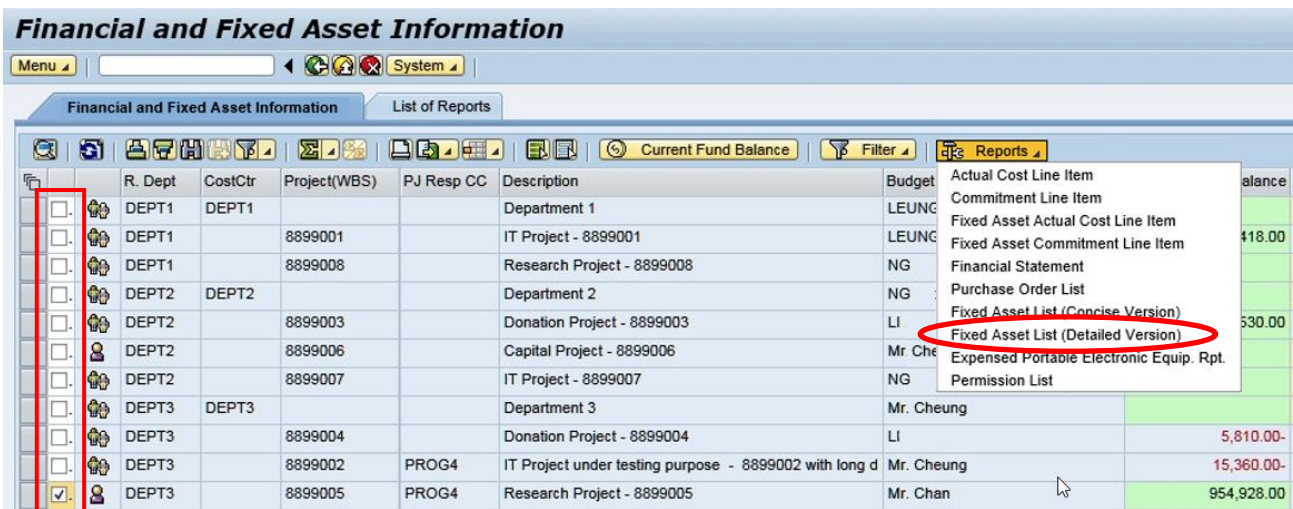 Financial and Fixed Asset Information
Menu System
Financial and Fixed Asset Information List of Reports
Current Fund Balance Filter Reports
R. Dept CostCtr Project(WBS) PJ Resp CC Description Budget alance
DEPT1 DEPT1 Department 1 LEUNG
DEPT1 8899001 IT Project - 8899001 LEUNG 418.00
DEPT1 8899008 Research Project - 8899008 NG
DEPT2 DEPT2 Department 2 NG
DEPT2 8899003 Donation Project - 8899003 LI 530.00
DEPT2 8899006 Capital Project - 8899006 Mr. Che
DEPT2 8899007 IT Project - 8899007 NG
DEPT3 DEPT3 Department 3 Mr. Cheung
DEPT3 8899004 Donation Project - 8899004 LI 5,810.00-
DEPT3 8899002 PROG4 IT Project under testing purpose - 8899002 with long d Mr. Cheung 15,360.00-
DEPT3 8899005 PROG4 Research Project - 8899005 Mr. Chan 954,928.00
Actual Cost Line Item
Commitment Line Item
Fixed Asset Actual Cost Line Item
Fixed Asset Commitment Line Item
Financial Statement
Purchase Order List
Fixed Asset List (Concise Version)
Fixed Asset List (Detailed Version)
Expensed Portable Electronic Equip. Rpt.
Permission List